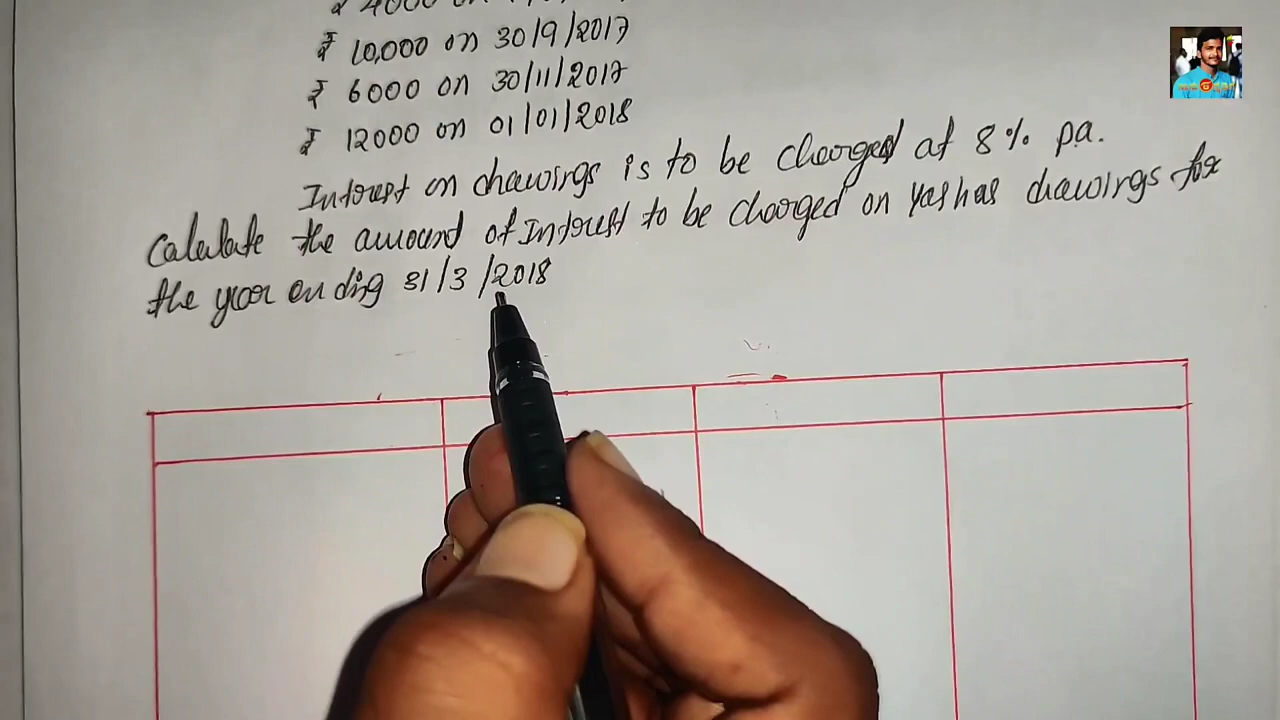 ₹ 4000 on
₹ 10,000 on 30/9/2017
₹ 6000 on 30/11/2017
₹ 12000 on 01/01/2018
Interest on drawings is to be charged at 8% p.a.
Calculate the amount of Interest to be charged on Yashas drawings for
the year ending 31/3/2018